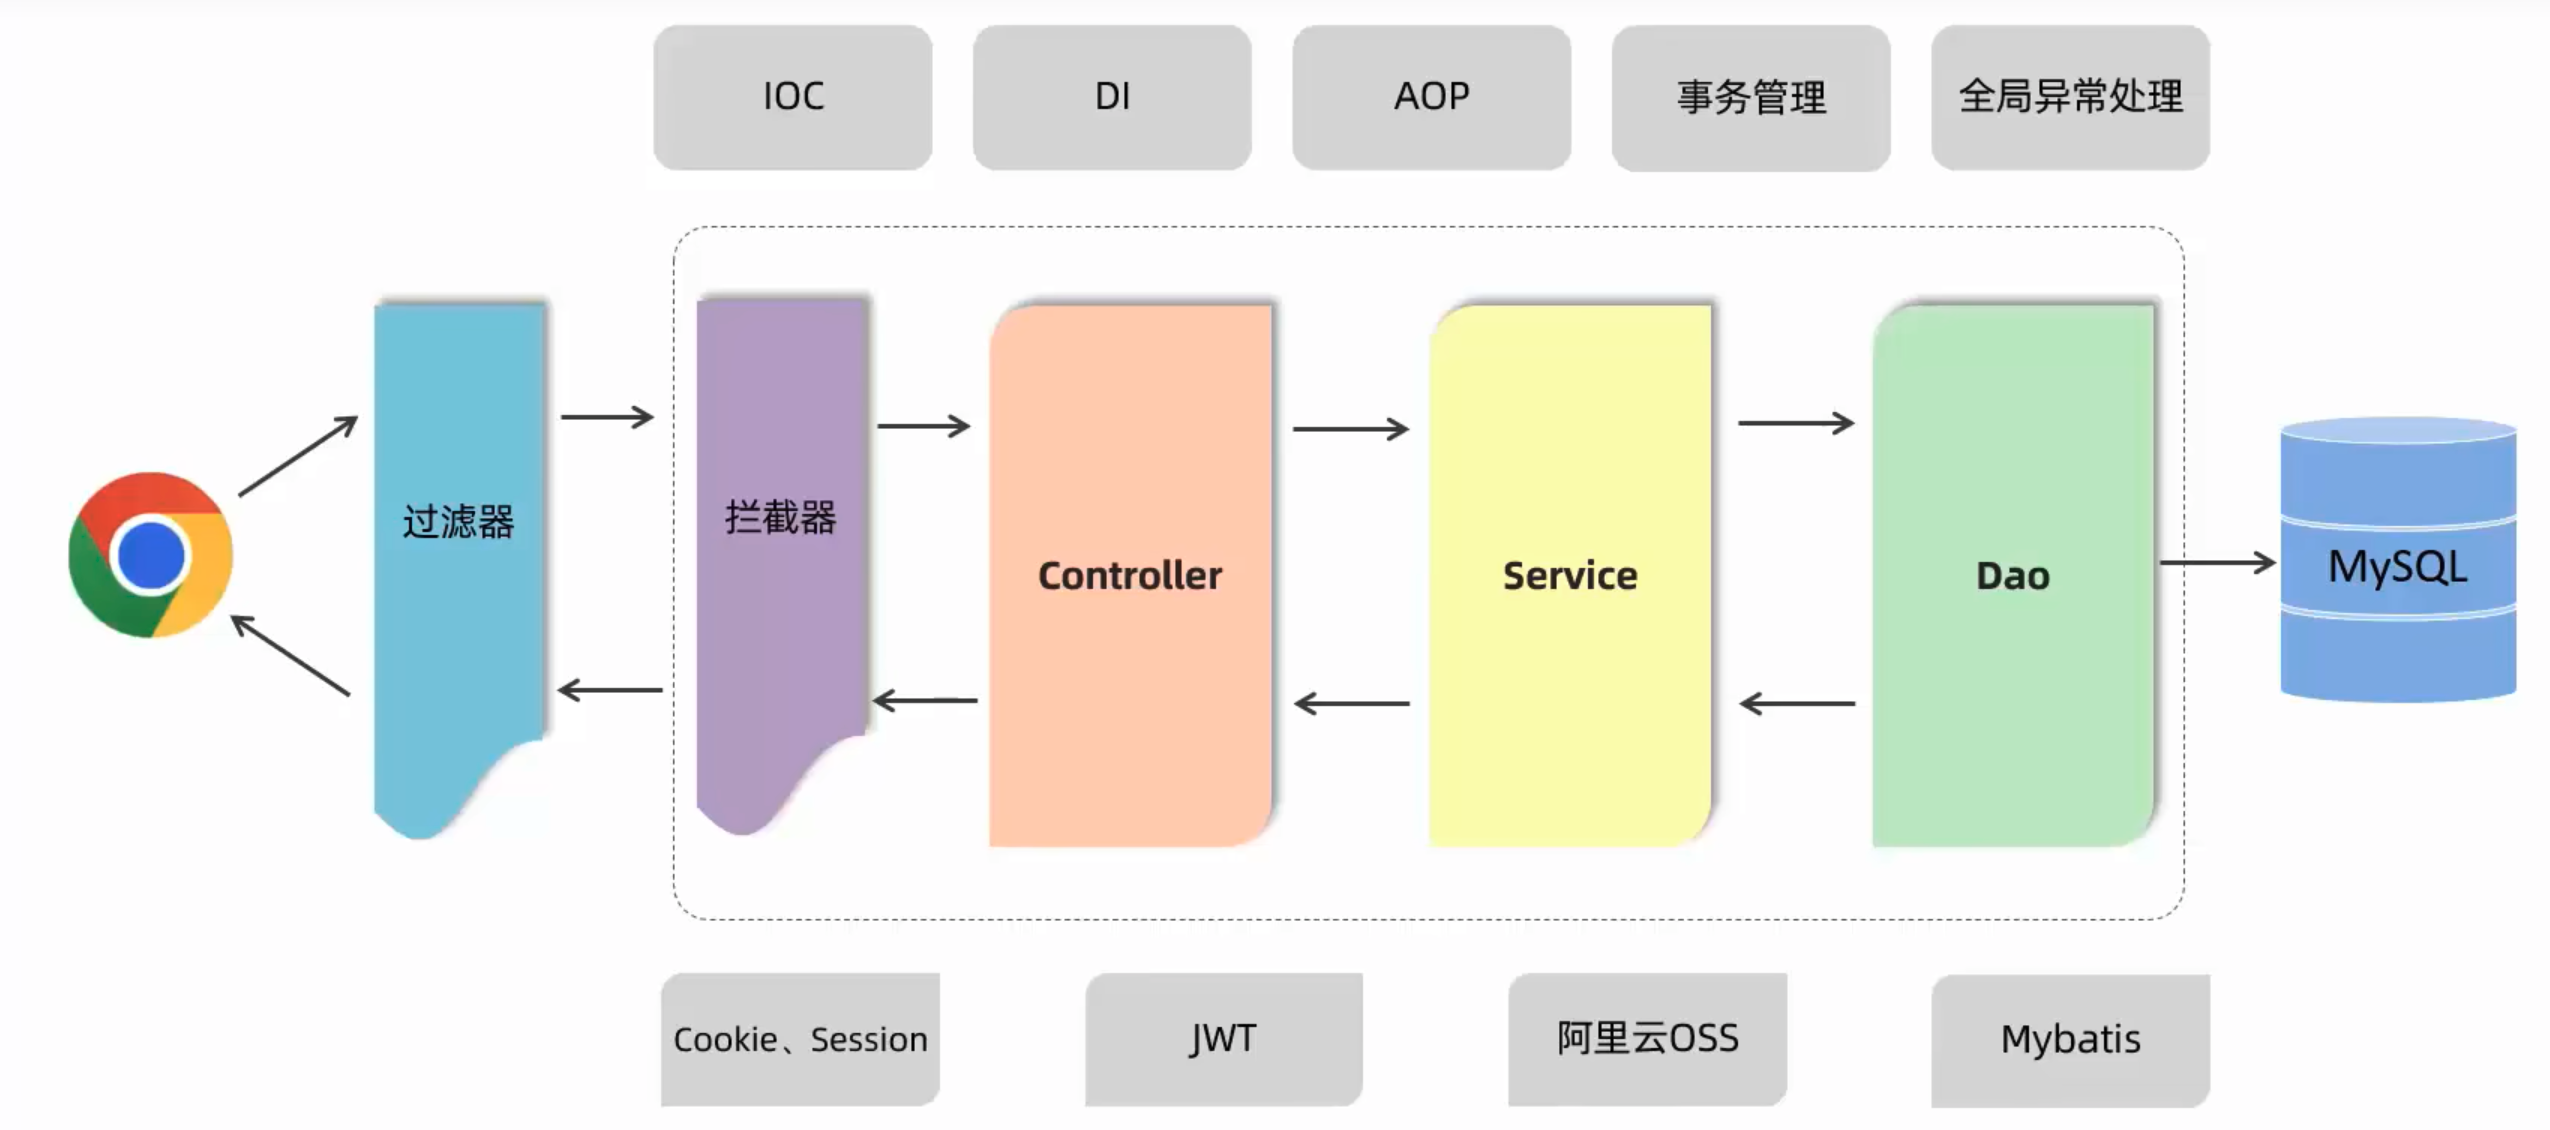 IOC
DI
AOP
事务管理
全局异常处理
过滤器
拦截器
Controller
Service
Dao
MySQL
Cookie、Session
JWT
阿里云OSS
Mybatis